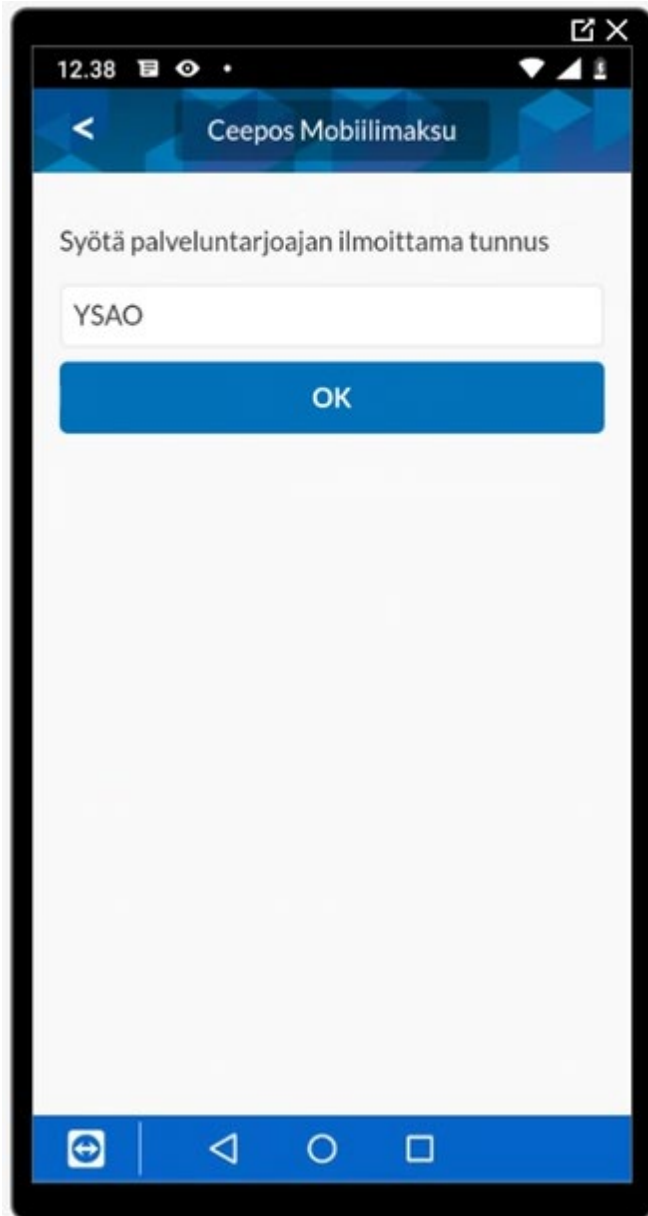 12.38
Ceepos Mobiilimaksu
Syötä palveluntarjoajan ilmoittama tunnus
YSAO
OK